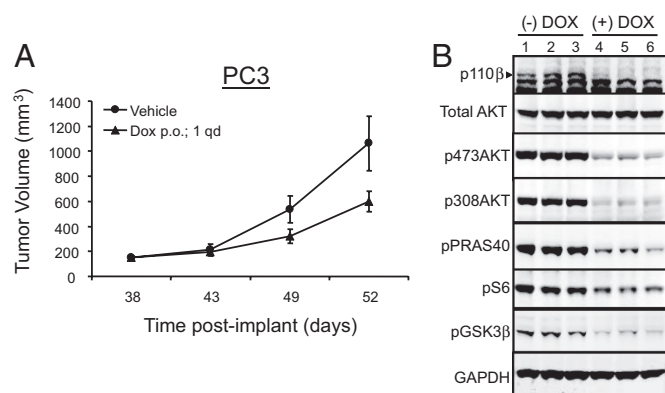 A
PC3
Tumor Volume (mm3)
1400
1200
1000
800
600
400
200
0
Vehicle
Dox p.o.; 1 qd
38 43 49 52
Time post-implant (days)
B
(-) DOX (+) DOX
1 2 3 4 5 6
p110β
Total AKT
p473AKT
p308AKT
pPRAS40
pS6
pGSK3β
GAPDH